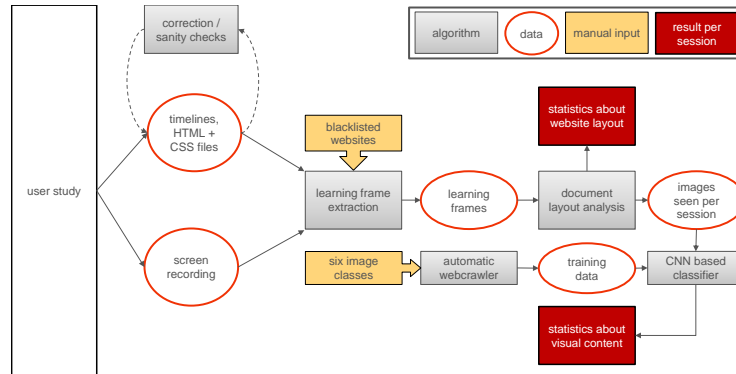 correction /
sanity checks
algorithm
data
manual input
result per
session
timelines,
HTML +
CSS files
blacklisted
websites
statistics about
website layout
user study
learning frame
extraction
learning
frames
document
layout analysis
images
seen per
session
screen
recording
six image
classes
automatic
webcrawler
training
data
CNN based
classifier
statistics about
visual content